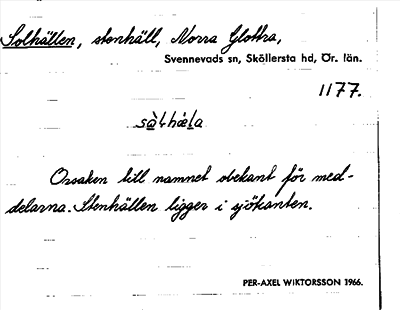 Solhällen, stenhäll, Norra Glottra,
Svennevads sn, Sköllersta hd, Ör. län.
1177.
Orsaken till namnet obekant för med-
delarna. Stenhällen ligger i sjökanten.
PER-AXEL WIKTORSSON 1966.